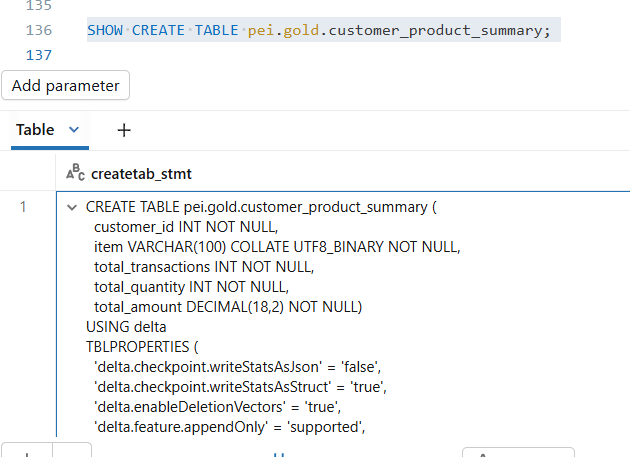 135
136 SHOW CREATE TABLE pei.gold.customer_product_summary;
137
Add parameter
Table +
ABC createtab_stmt
1 CREATE TABLE pei.gold.customer_product_summary (
customer_id INT NOT NULL,
item VARCHAR(100) COLLATE UTF8_BINARY NOT NULL,
total_transactions INT NOT NULL,
total_quantity INT NOT NULL,
total_amount DECIMAL(18,2) NOT NULL)
USING delta
TBLPROPERTIES (
'delta.checkpoint.writeStatsAsJson' = 'false',
'delta.checkpoint.writeStatsAsStruct' = 'true',
'delta.enableDeletionVectors' = 'true',
'delta.feature.appendOnly' = 'supported',